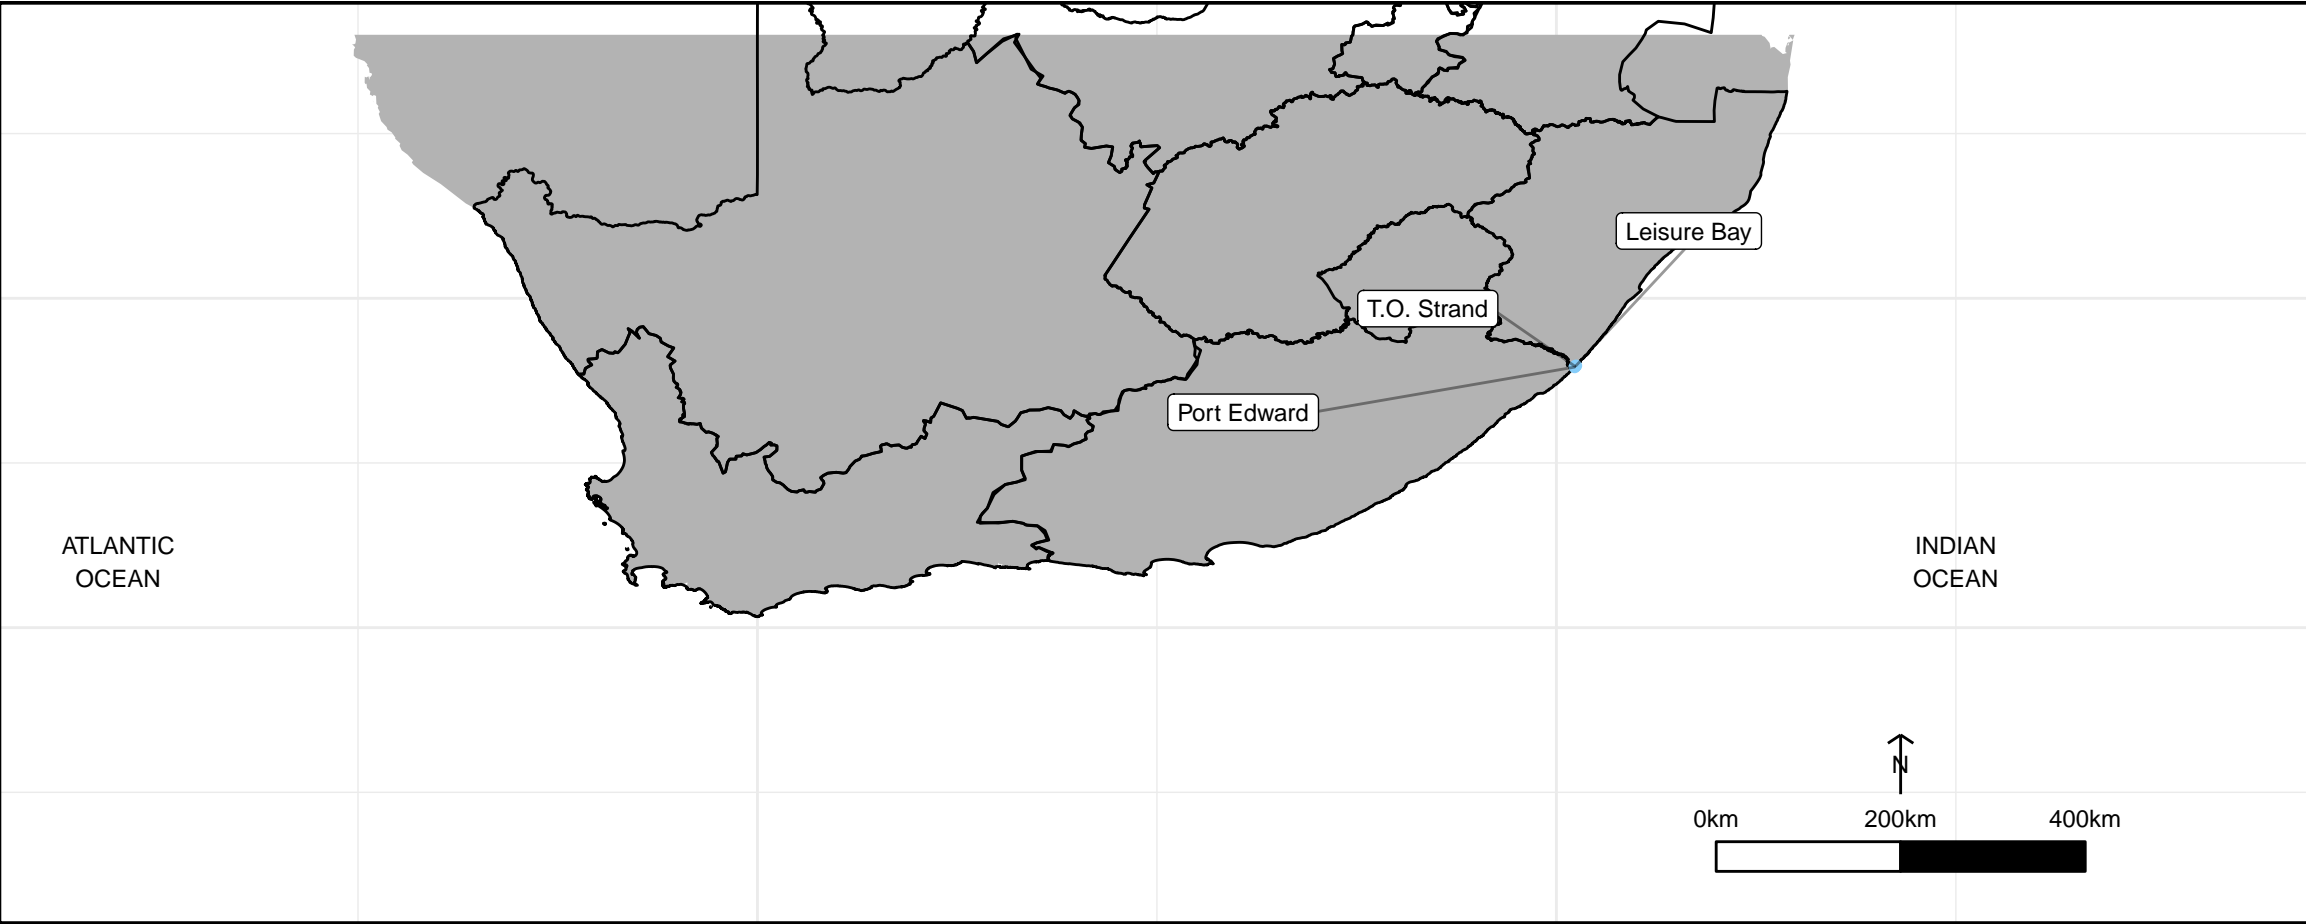 Leisure Bay
T.O. Strand
Port Edward
ATLANTIC
OCEAN
INDIAN
OCEAN
N
0km 200km 400km